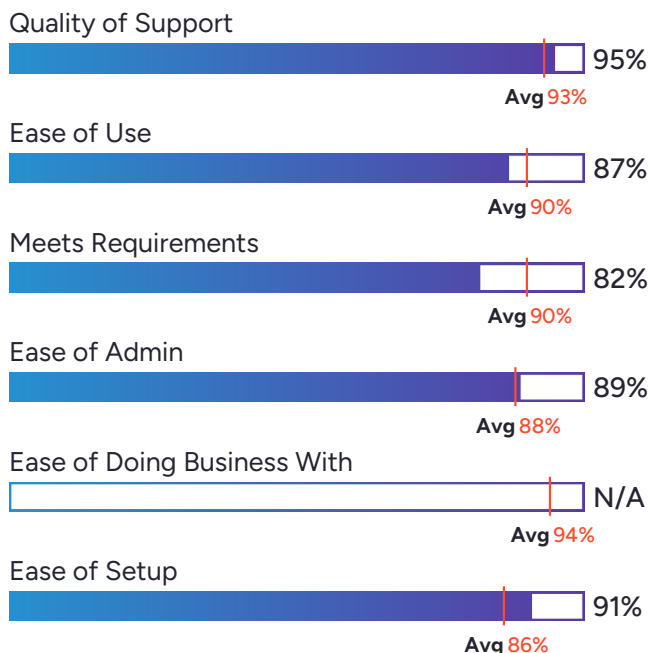 Quality of Support
95%
Avg 93%
Ease of Use
87%
Avg 90%
Meets Requirements
82%
Avg 90%
Ease of Admin
89%
Avg 88%
Ease of Doing Business With
N/A
Avg 94%
Ease of Setup
91%
Avg 86%